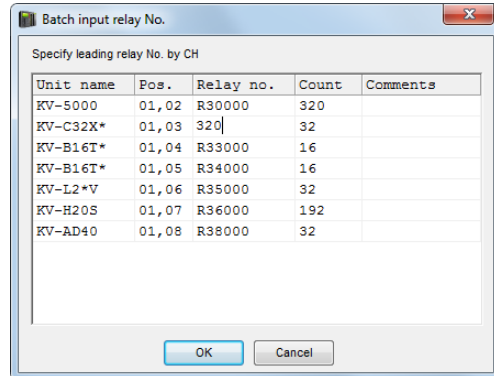 Batch input relay No.
Specify leading relay No. by CH
Unit name Pos. Relay no. Count Comments
KV-5000 01,02 R30000 320
KV-C32X* 01,03 320 32
KV-B16T* 01,04 R33000 16
KV-B16T* 01,05 R34000 16
KV-L2*V 01,06 R35000 32
KV-H20S 01,07 R36000 192
KV-AD40 01,08 R38000 32
OK Cancel